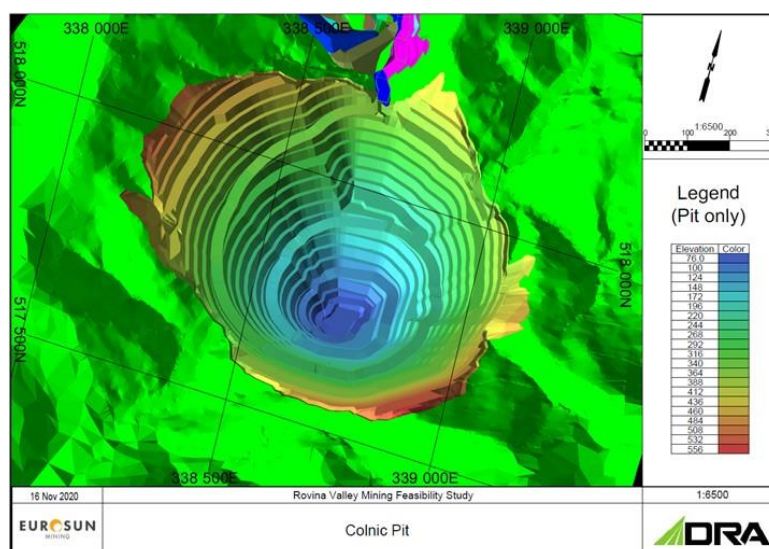 338 000E
338 500E
339 000E
518 000N
517 500N
518 000N
338 500E
339 000E
N
1:6500
0 100 200
Legend
(Pit only)
Elevation Color
76.0
100
124
148
172
196
220
244
268
292
316
340
364
388
412
436
460
484
508
532
556
16 Nov 2020
Rovina Valley Mining Feasibility Study
1:6500
EUROSUN
MINING
Colnic Pit
DRA